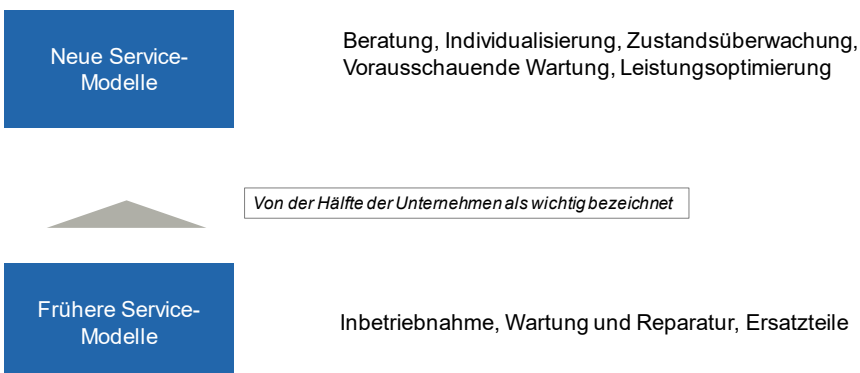 Neue Service-
Modelle
Beratung, Individualisierung, Zustandsüberwachung,
Vorausschauende Wartung, Leistungsoptimierung
Von der Hälfte der Unternehmen als wichtig bezeichnet
Frühere Service-
Modelle
Inbetriebnahme, Wartung und Reparatur, Ersatzteile